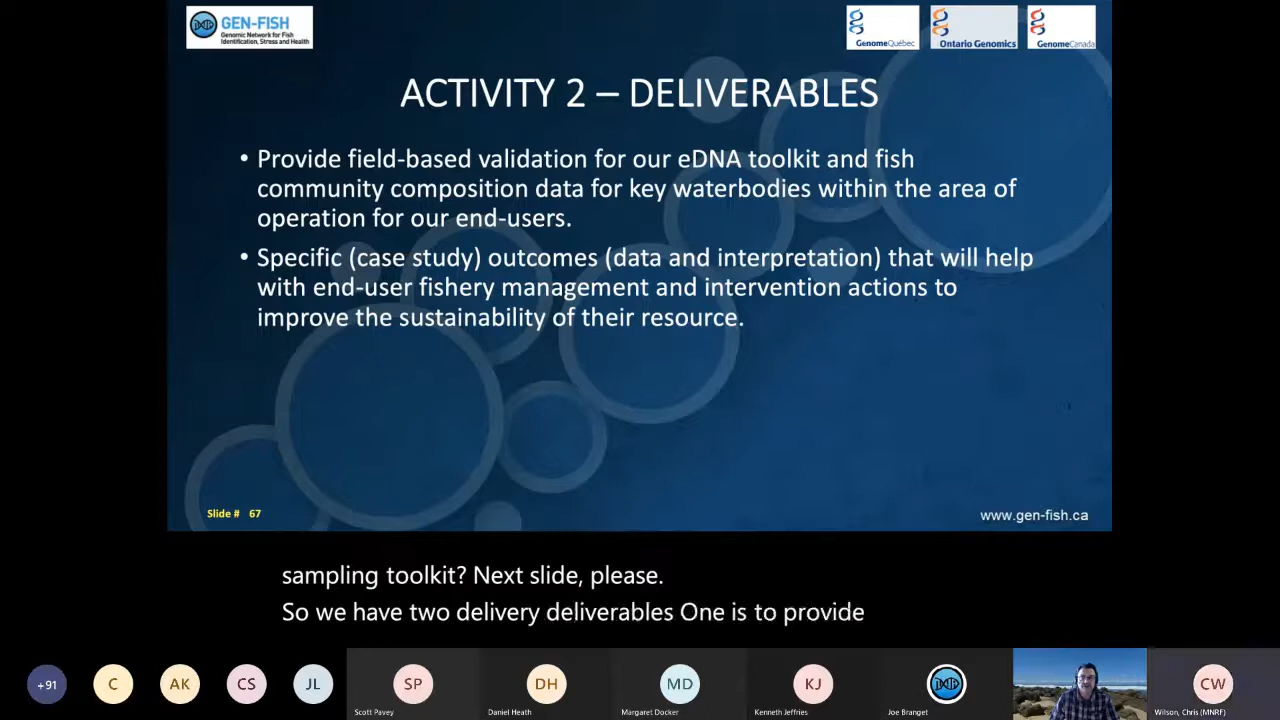 GEN-FISH
Genomic Network for Fish
Identification, Stress and Health
GenomeQuébec
Ontario Genomics
GenomeCanada
ACTIVITY 2 – DELIVERABLES
• Provide field-based validation for our eDNA toolkit and fish
community composition data for key waterbodies within the area of
operation for our end-users.
• Specific (case study) outcomes (data and interpretation) that will help
with end-user fishery management and intervention actions to
improve the sustainability of their resource.
Slide # 67
www.gen-fish.ca
sampling toolkit? Next slide, please.
So we have two delivery deliverables One is to provide
+91
C
AK
CS
JL
SP
DH
MD
KJ
CW
Scott Pavey
Daniel Heath
Margaret Docker
Kenneth Jeffries
Joe Branget
Wilson, Chris (MNRF)